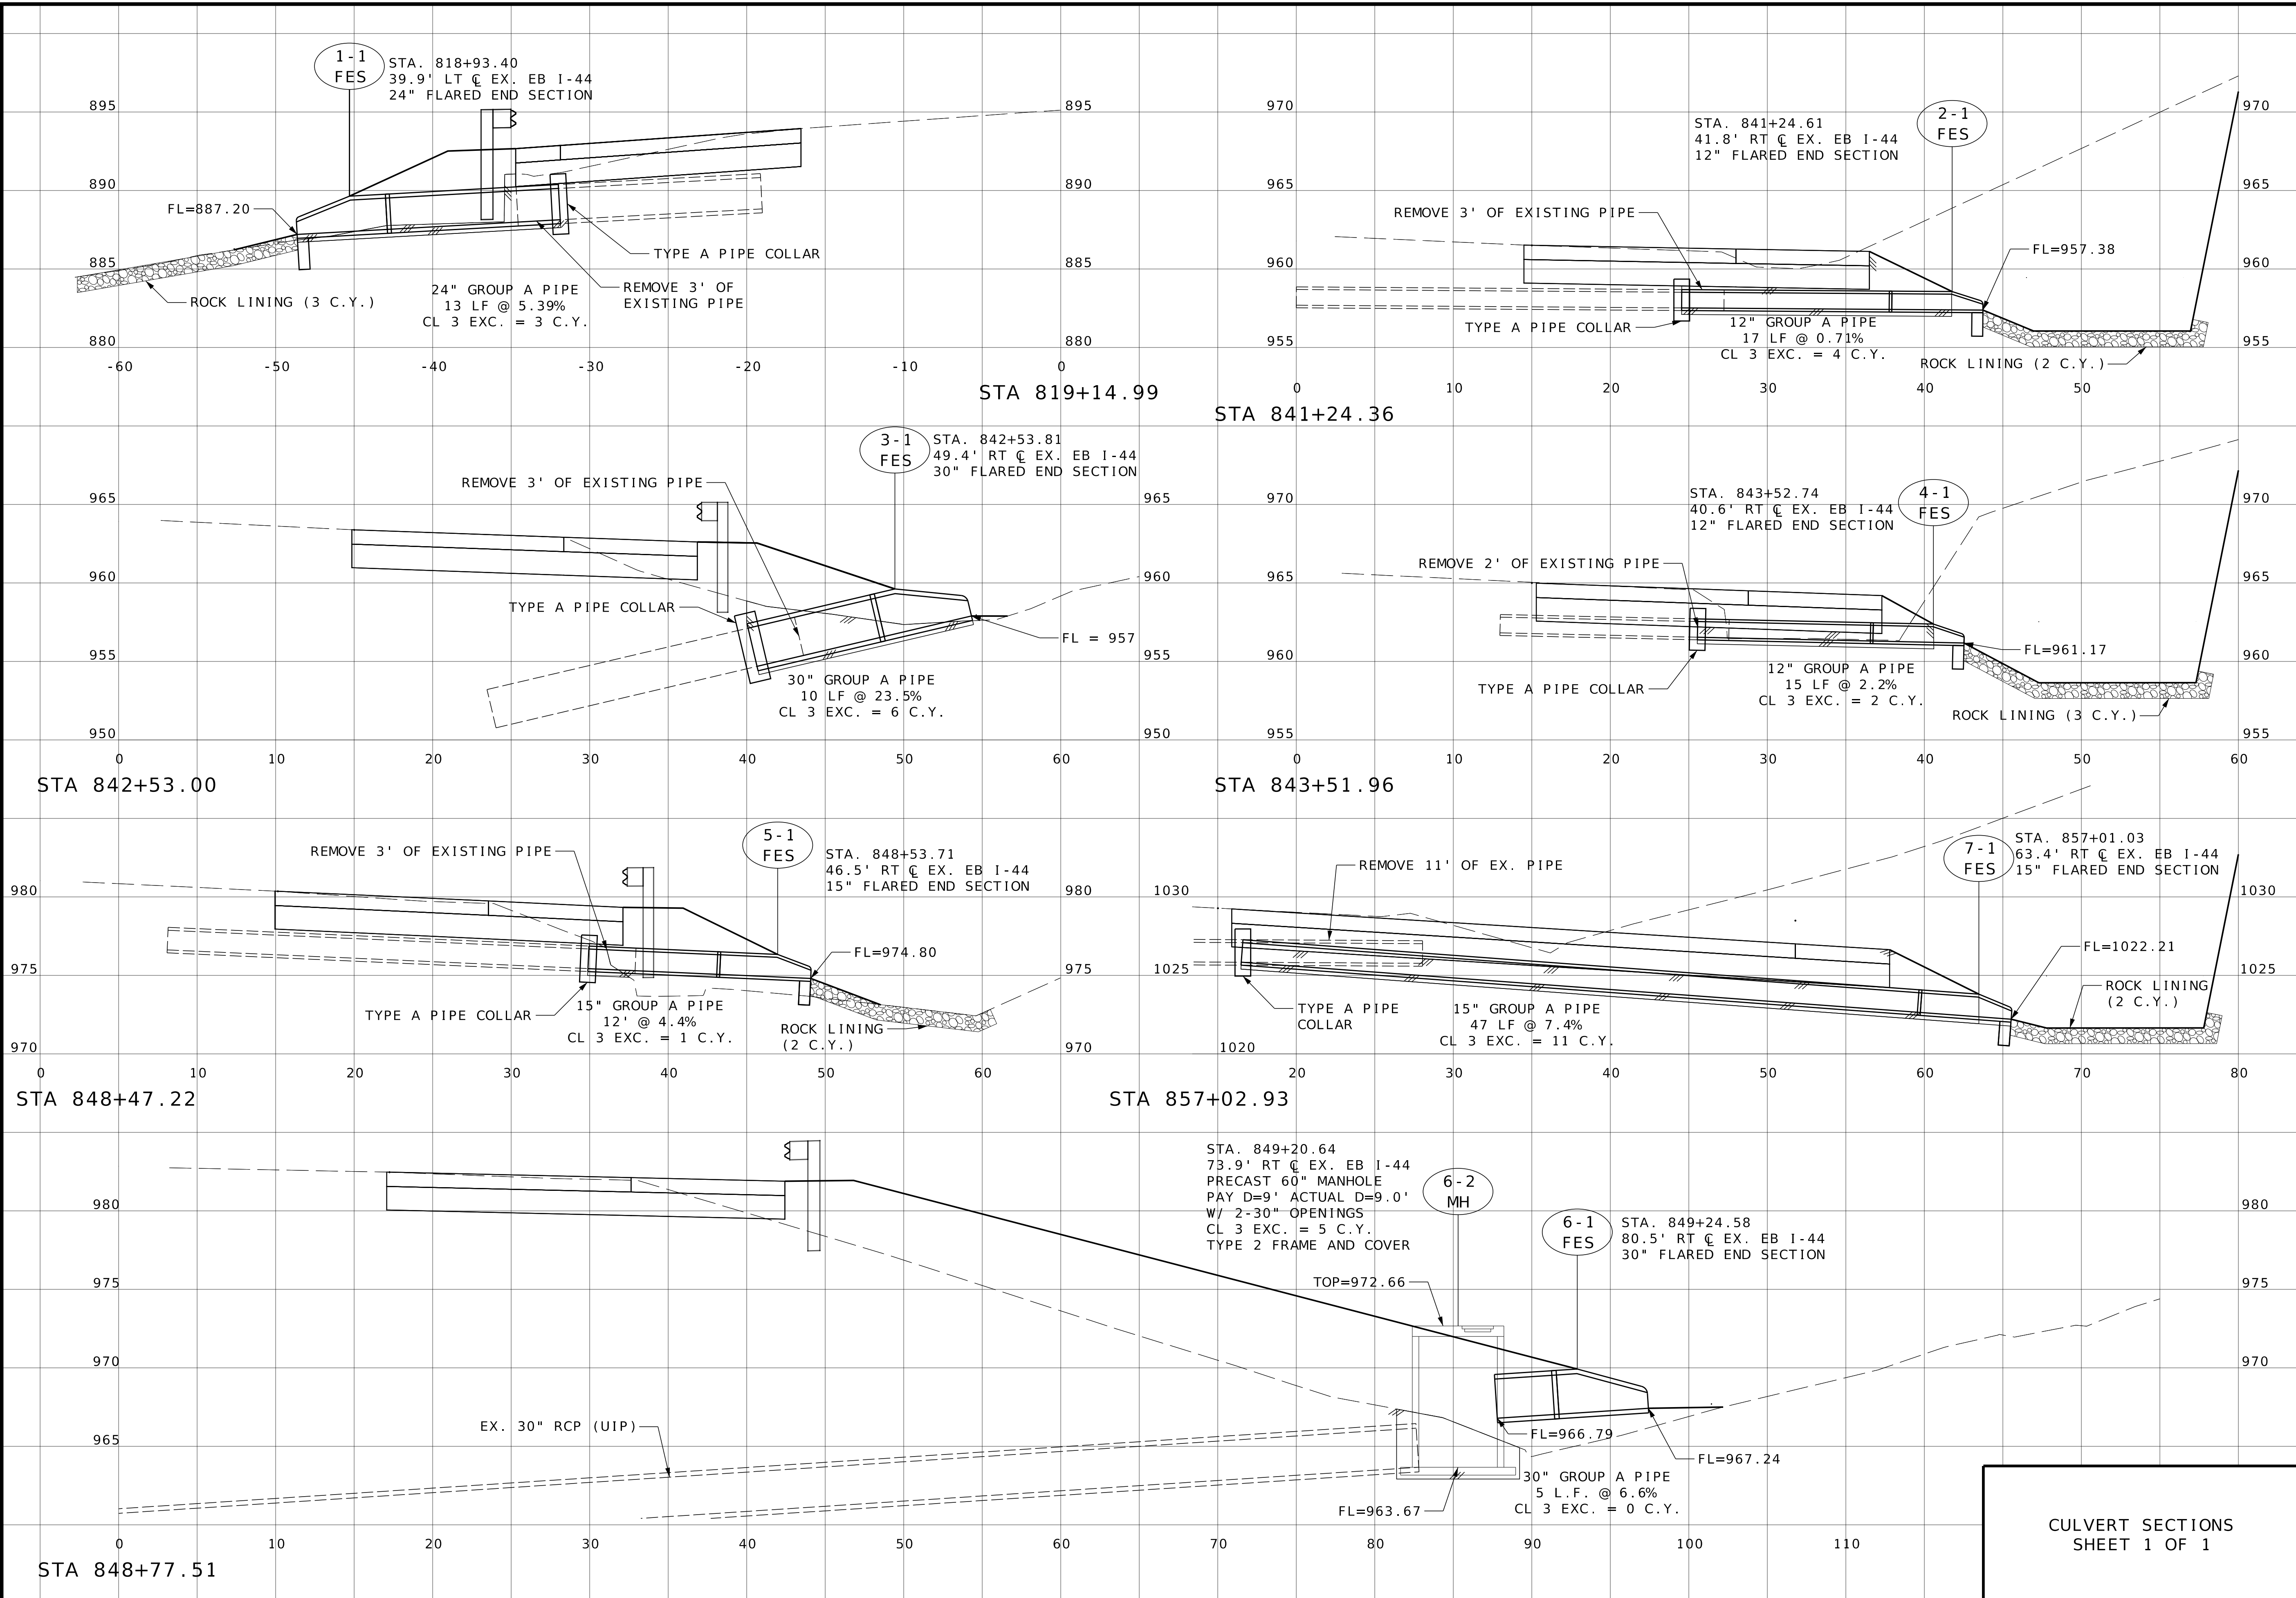 1-1
FES
STA. 818+93.40
39.9' LT ℄ EX. EB I-44
24" FLARED END SECTION
895
895
890
890
885
885
880
880
FL=887.20
ROCK LINING (3 C.Y.)
24" GROUP A PIPE
13 LF @ 5.39%
CL 3 EXC. = 3 C.Y.
TYPE A PIPE COLLAR
REMOVE 3' OF
EXISTING PIPE
-60 -50 -40 -30 -20 -10 0
STA 819+14.99
2-1
FES
STA. 841+24.61
41.8' RT ℄ EX. EB I-44
12" FLARED END SECTION
970
970
965
965
960
960
955
955
REMOVE 3' OF EXISTING PIPE
FL=957.38
TYPE A PIPE COLLAR
12" GROUP A PIPE
17 LF @ 0.71%
CL 3 EXC. = 4 C.Y.
ROCK LINING (2 C.Y.)
0 10 20 30 40 50
STA 841+24.36
3-1
FES
STA. 842+53.81
49.4' RT ℄ EX. EB I-44
30" FLARED END SECTION
REMOVE 3' OF EXISTING PIPE
965
965
960
960
955
955
950
950
TYPE A PIPE COLLAR
FL = 957
30" GROUP A PIPE
10 LF @ 23.5%
CL 3 EXC. = 6 C.Y.
0 10 20 30 40 50 60
STA 842+53.00
4-1
FES
STA. 843+52.74
40.6' RT ℄ EX. EB I-44
12" FLARED END SECTION
970
970
965
965
960
960
955
955
REMOVE 2' OF EXISTING PIPE
FL=961.17
TYPE A PIPE COLLAR
12" GROUP A PIPE
15 LF @ 2.2%
CL 3 EXC. = 2 C.Y.
ROCK LINING (3 C.Y.)
0 10 20 30 40 50 60
STA 843+51.96
5-1
FES
STA. 848+53.71
46.5' RT ℄ EX. EB I-44
15" FLARED END SECTION
REMOVE 3' OF EXISTING PIPE
980
980
975
975
970
970
FL=974.80
TYPE A PIPE COLLAR
15" GROUP A PIPE
12' @ 4.4%
CL 3 EXC. = 1 C.Y.
ROCK LINING
(2 C.Y.)
0 10 20 30 40 50 60
STA 848+47.22
7-1
FES
STA. 857+01.03
63.4' RT ℄ EX. EB I-44
15" FLARED END SECTION
REMOVE 11' OF EX. PIPE
1030
1030
1025
1025
1020
FL=1022.21
ROCK LINING
(2 C.Y.)
TYPE A PIPE
COLLAR
15" GROUP A PIPE
47 LF @ 7.4%
CL 3 EXC. = 11 C.Y.
20 30 40 50 60 70 80
STA 857+02.93
STA. 849+20.64
73.9' RT ℄ EX. EB I-44
PRECAST 60" MANHOLE
PAY D=9' ACTUAL D=9.0'
W/ 2-30" OPENINGS
CL 3 EXC. = 5 C.Y.
TYPE 2 FRAME AND COVER
6-2
MH
6-1
FES
STA. 849+24.58
80.5' RT ℄ EX. EB I-44
30" FLARED END SECTION
TOP=972.66
980
980
975
975
970
970
965
EX. 30" RCP (UIP)
FL=966.79
FL=967.24
FL=963.67
30" GROUP A PIPE
5 L.F. @ 6.6%
CL 3 EXC. = 0 C.Y.
0 10 20 30 40 50 60 70 80 90 100 110
STA 848+77.51
CULVERT SECTIONS
SHEET 1 OF 1